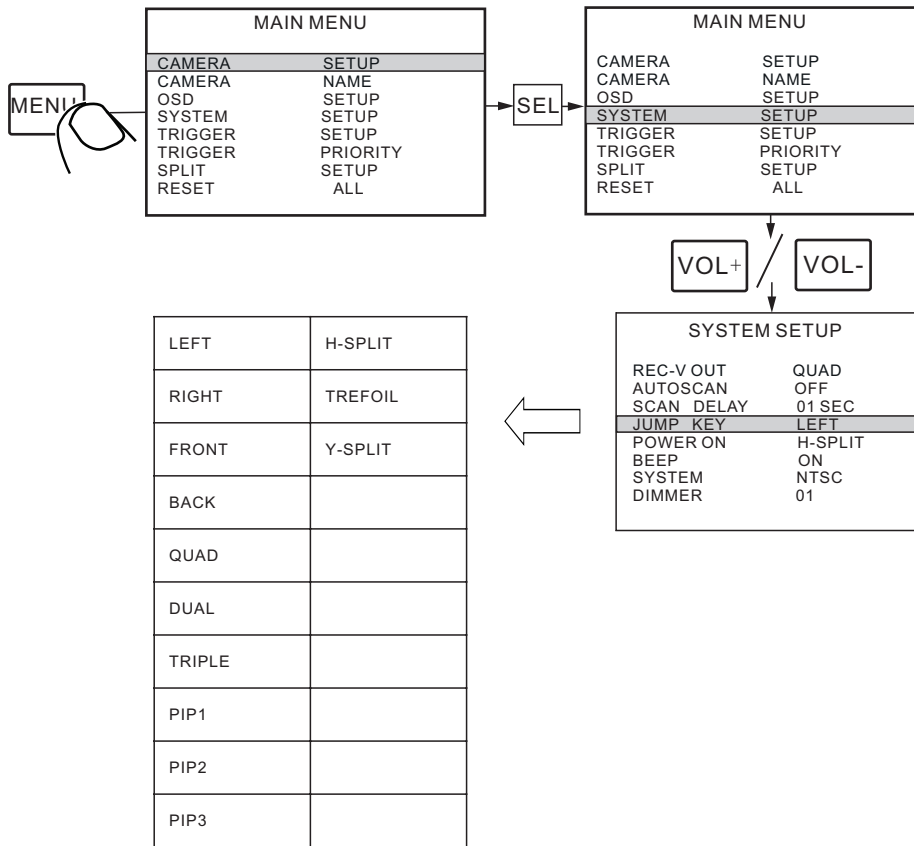 MAIN MENU
CAMERA SETUP
CAMERA NAME
OSD SETUP
SYSTEM SETUP
TRIGGER SETUP
TRIGGER PRIORITY
SPLIT SETUP
RESET ALL
MENU
SEL
MAIN MENU
CAMERA SETUP
CAMERA NAME
OSD SETUP
SYSTEM SETUP
TRIGGER SETUP
TRIGGER PRIORITY
SPLIT SETUP
RESET ALL
VOL+ / VOL-
SYSTEM SETUP
REC-V OUT QUAD
AUTOSCAN OFF
SCAN DELAY 01 SEC
JUMP KEY LEFT
POWER ON H-SPLIT
BEEP ON
SYSTEM NTSC
DIMMER 01
LEFT H-SPLIT
RIGHT TREFOIL
FRONT Y-SPLIT
BACK
QUAD
DUAL
TRIPLE
PIP1
PIP2
PIP3